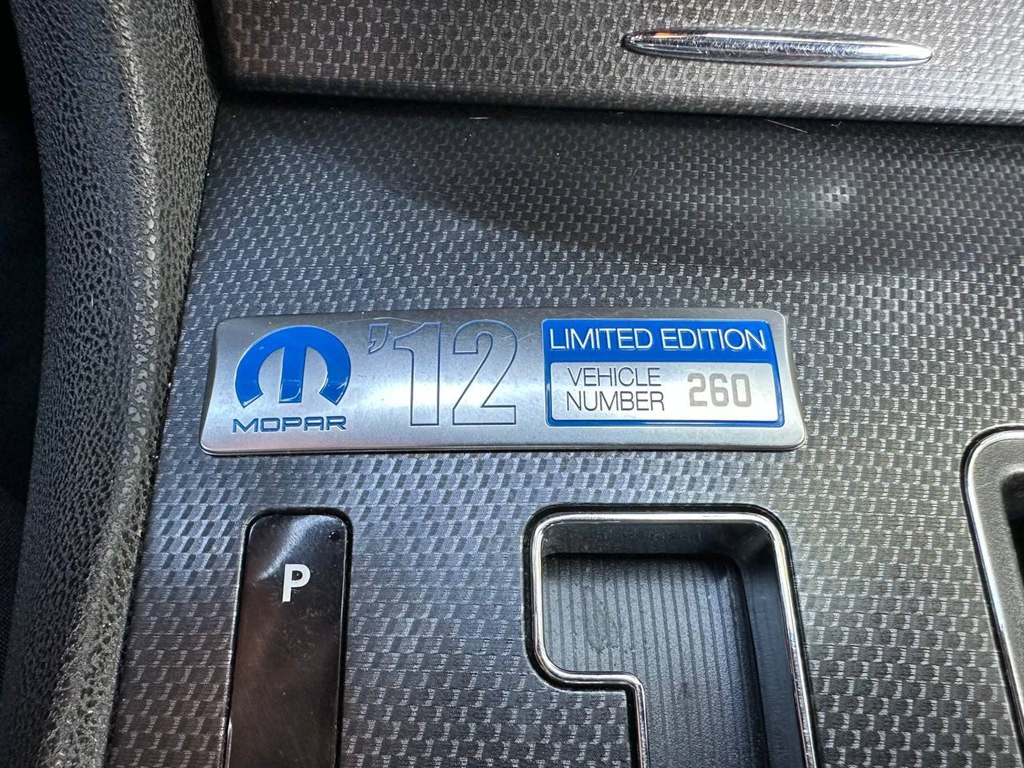 MOPAR
'12
LIMITED EDITION
VEHICLE
NUMBER
260
P